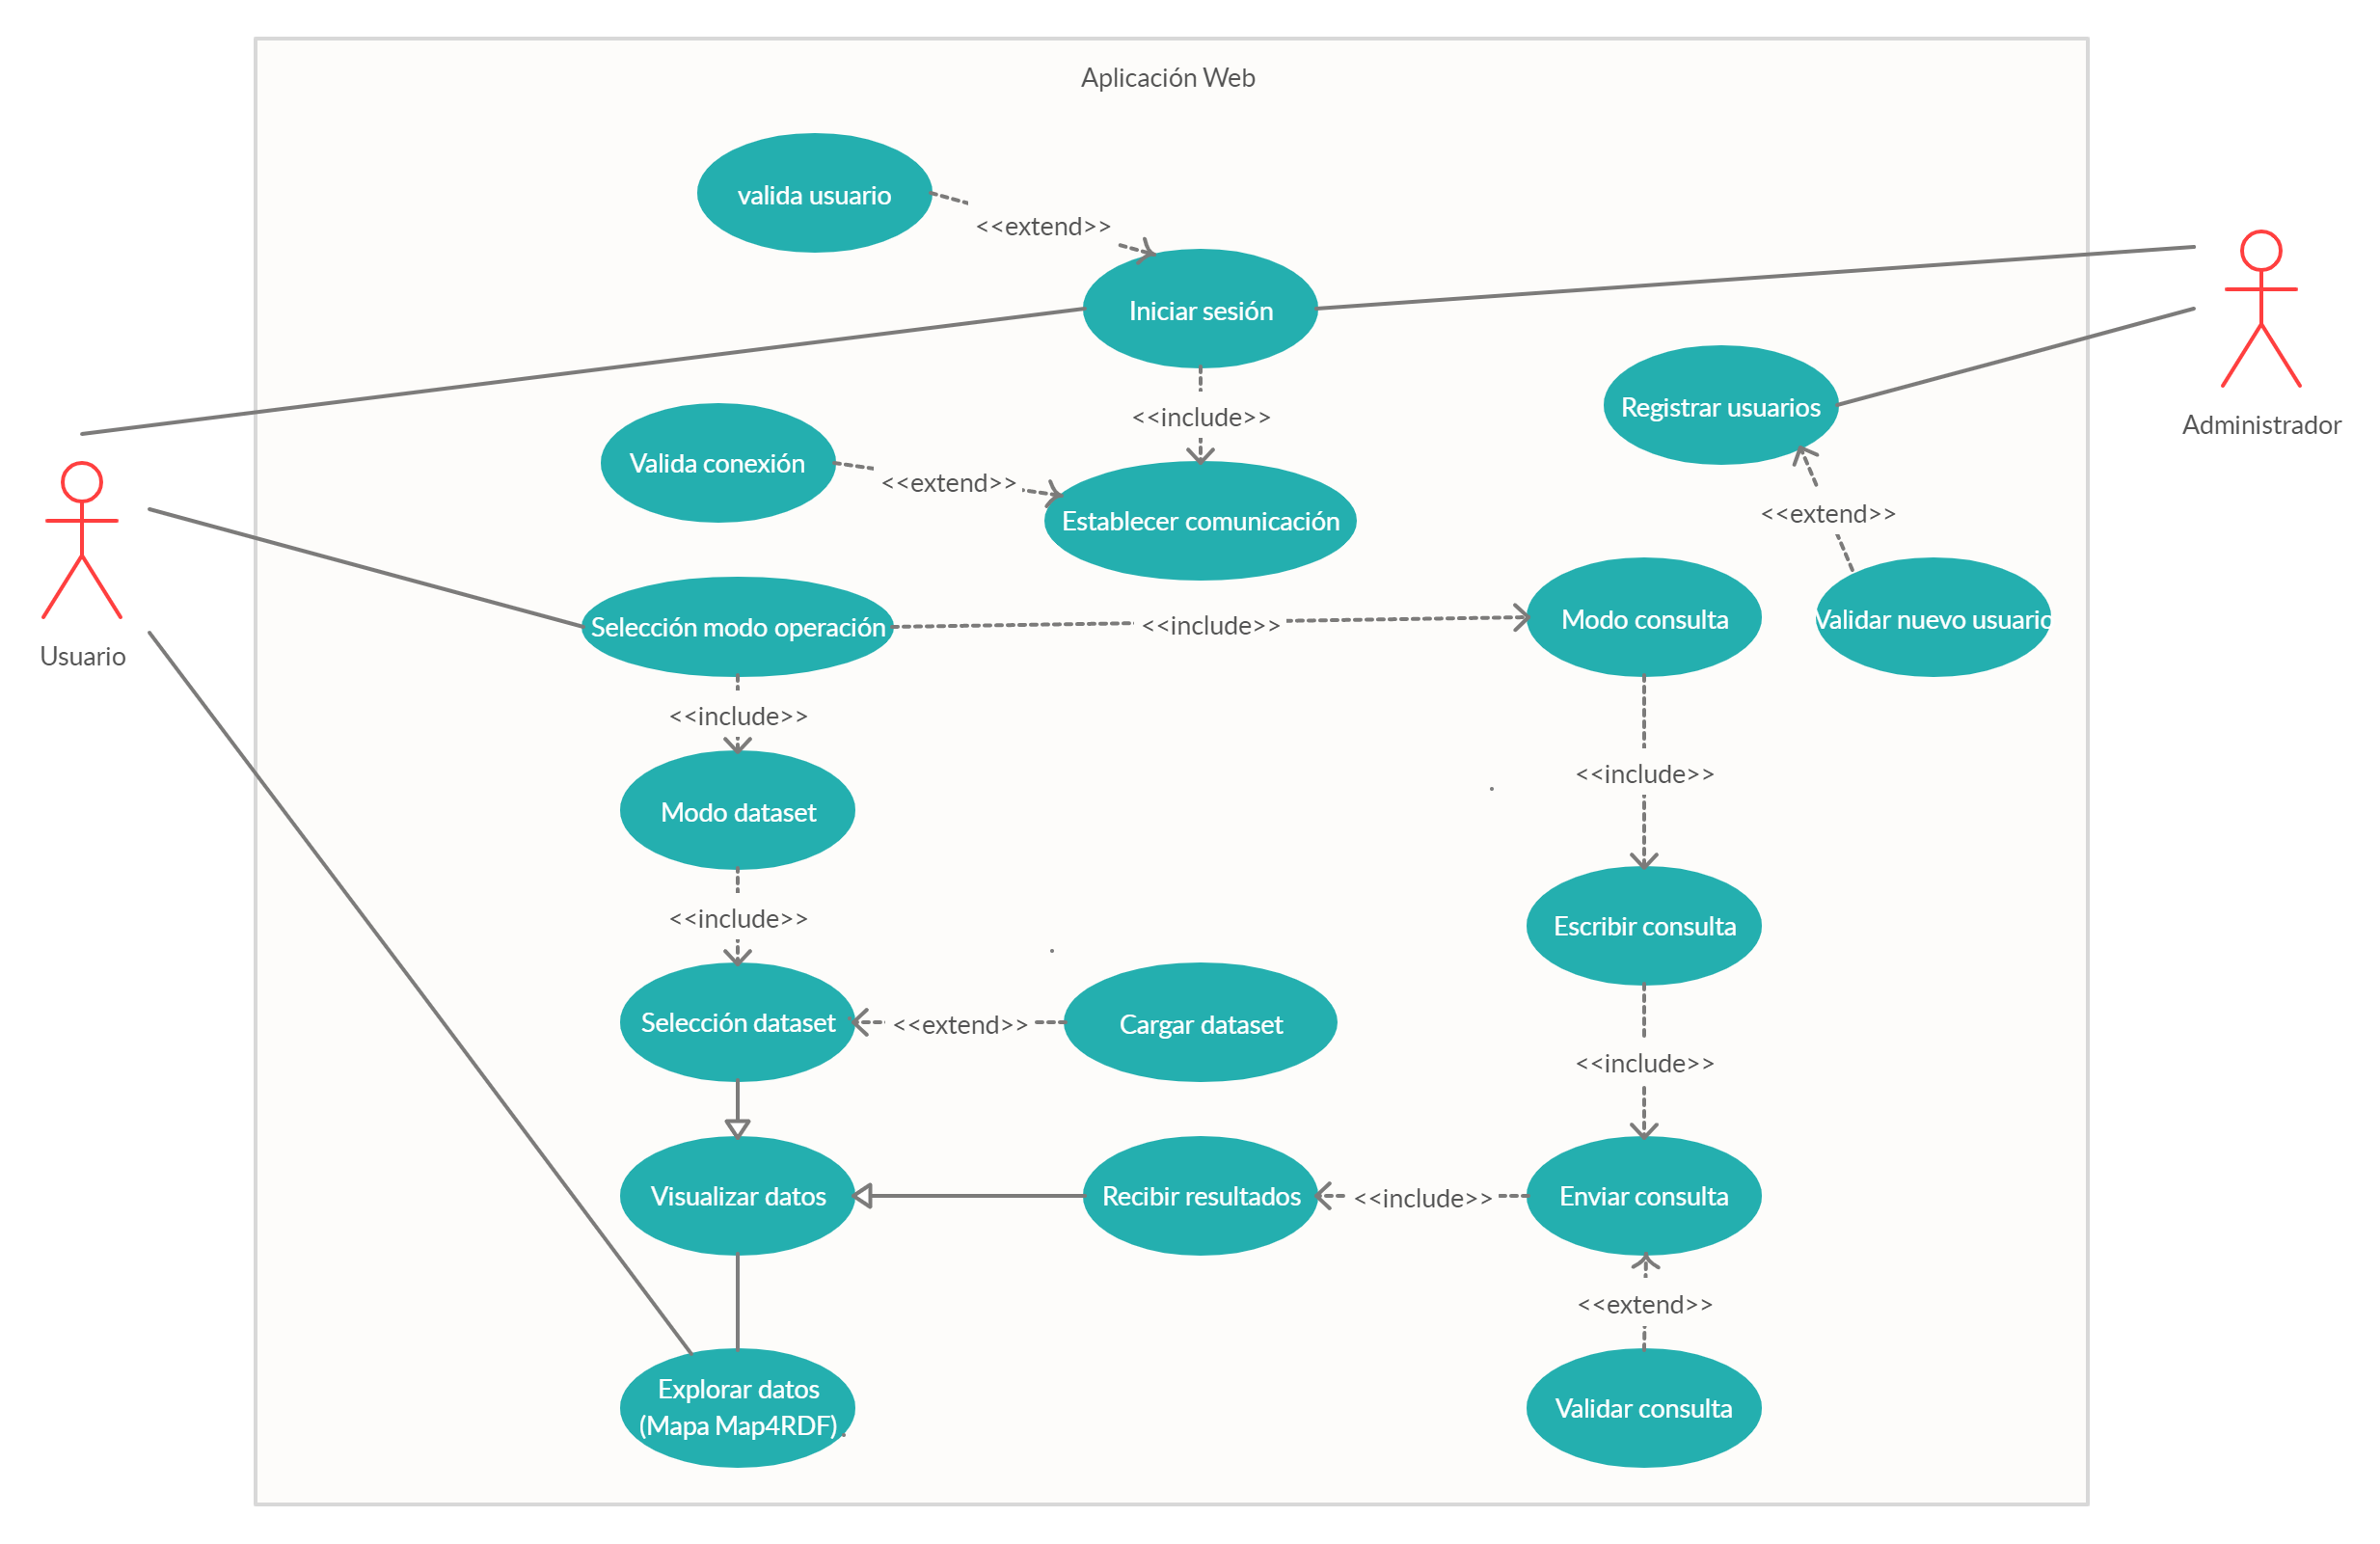 Aplicación Web
valida usuario
<<extend>>
Iniciar sesión
<<include>>
Registrar usuarios
Administrador
Valida conexión
<<extend>>
Establecer comunicación
<<extend>>
Usuario
Selección modo operación
<<include>>
Modo consulta
Validar nuevo usuario
<<include>>
<<include>>
Modo dataset
<<include>>
Escribir consulta
Selección dataset
<<extend>>
Cargar dataset
<<include>>
Visualizar datos
Recibir resultados
<<include>>
Enviar consulta
<<extend>>
Explorar datos
(Mapa Map4RDF)
Validar consulta